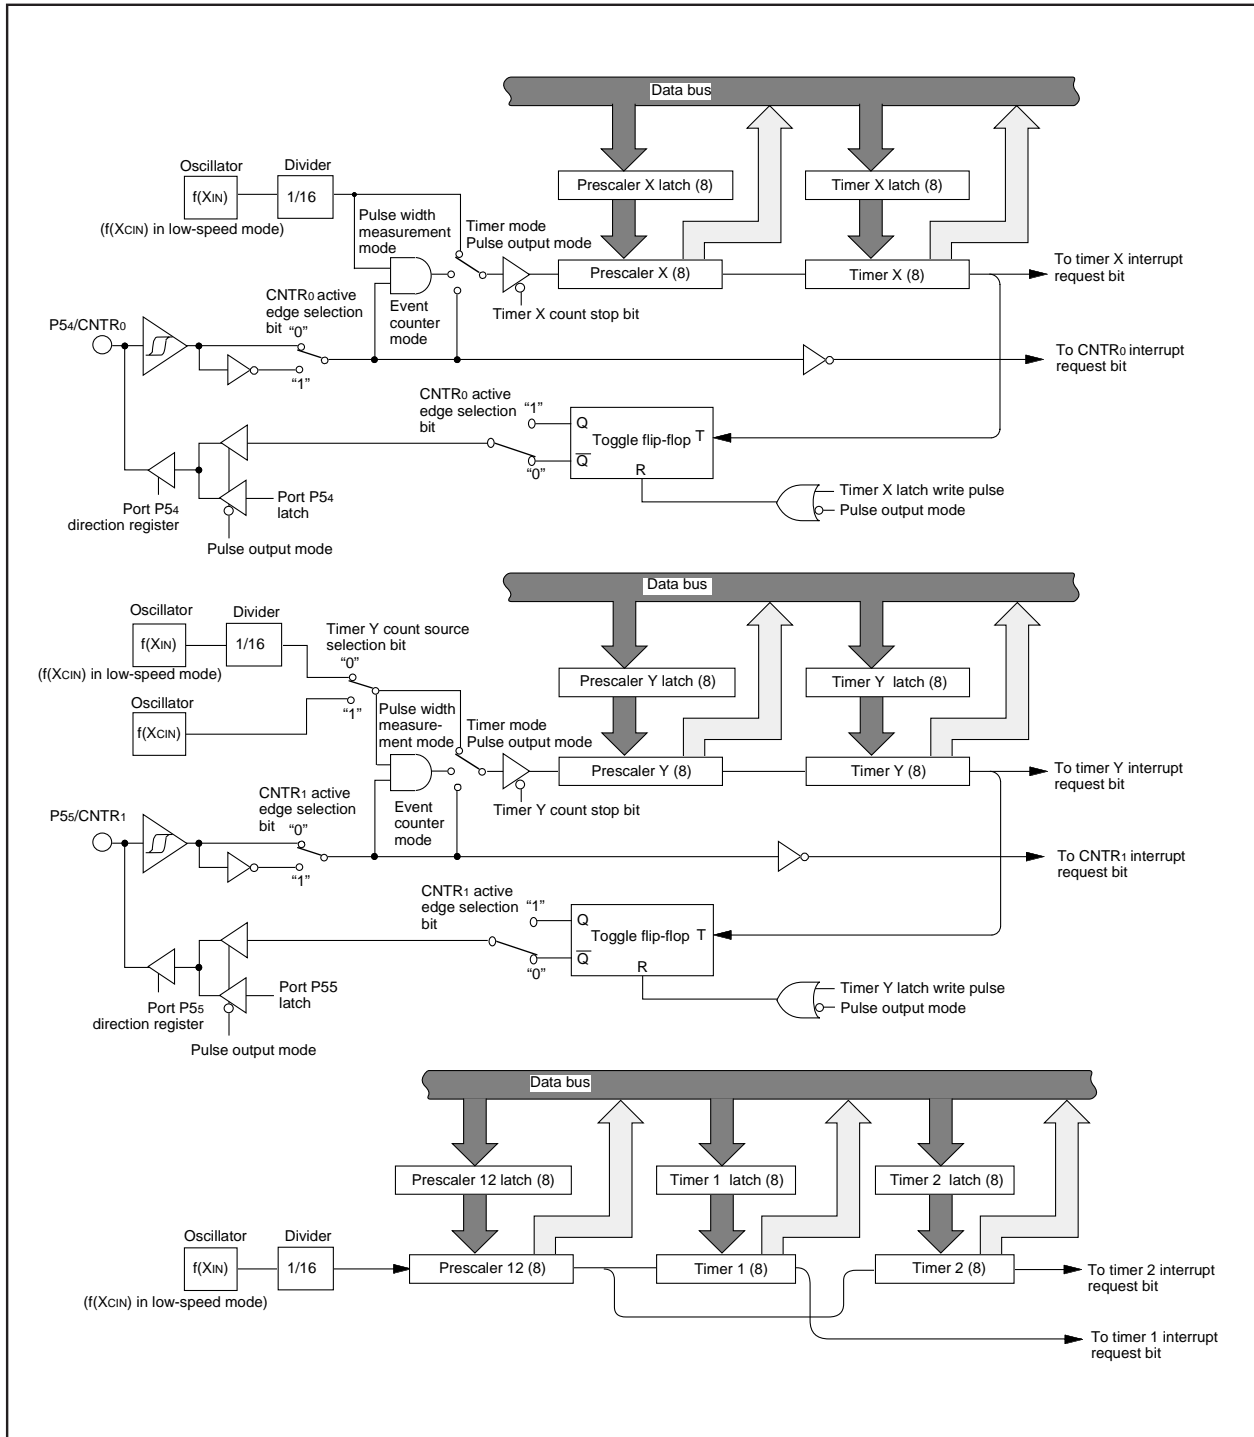 Data bus
Oscillator
Divider
f(XIN)
1/16
Prescaler X latch (8)
Timer X latch (8)
(f(XCIN) in low-speed mode)
Pulse width
measurement
mode
Timer mode
Pulse output mode
Prescaler X (8)
Timer X (8)
To timer X interrupt
request bit
Timer X count stop bit
CNTR0 active
edge selection
bit
"0"
Event
counter
mode
P54/CNTR0
"1"
To CNTR0 interrupt
request bit
CNTR0 active
edge selection
bit
"1"
Q
Toggle flip-flop
T
Q
R
"0"
Port P54
latch
Port P54
direction register
Pulse output mode
Timer X latch write pulse
Pulse output mode
Data bus
Oscillator
Divider
f(XIN)
1/16
Timer Y count source
selection bit
"0"
(f(XCIN) in low-speed mode)
Prescaler Y latch (8)
Timer Y latch (8)
Oscillator
f(XCIN)
"1"
Pulse width
measure-
ment mode
Timer mode
Pulse output mode
Prescaler Y (8)
Timer Y (8)
To timer Y interrupt
request bit
Timer Y count stop bit
CNTR1 active
edge selection
bit
"0"
Event
counter
mode
P55/CNTR1
"1"
To CNTR1 interrupt
request bit
CNTR1 active
edge selection
bit
"1"
Q
Toggle flip-flop
T
Q
R
"0"
Port P55
latch
Port P55
direction register
Pulse output mode
Timer Y latch write pulse
Pulse output mode
Data bus
Prescaler 12 latch (8)
Timer 1 latch (8)
Timer 2 latch (8)
Oscillator
Divider
f(XIN)
1/16
Prescaler 12 (8)
Timer 1 (8)
Timer 2 (8)
(f(XCIN) in low-speed mode)
To timer 2 interrupt
request bit
To timer 1 interrupt
request bit